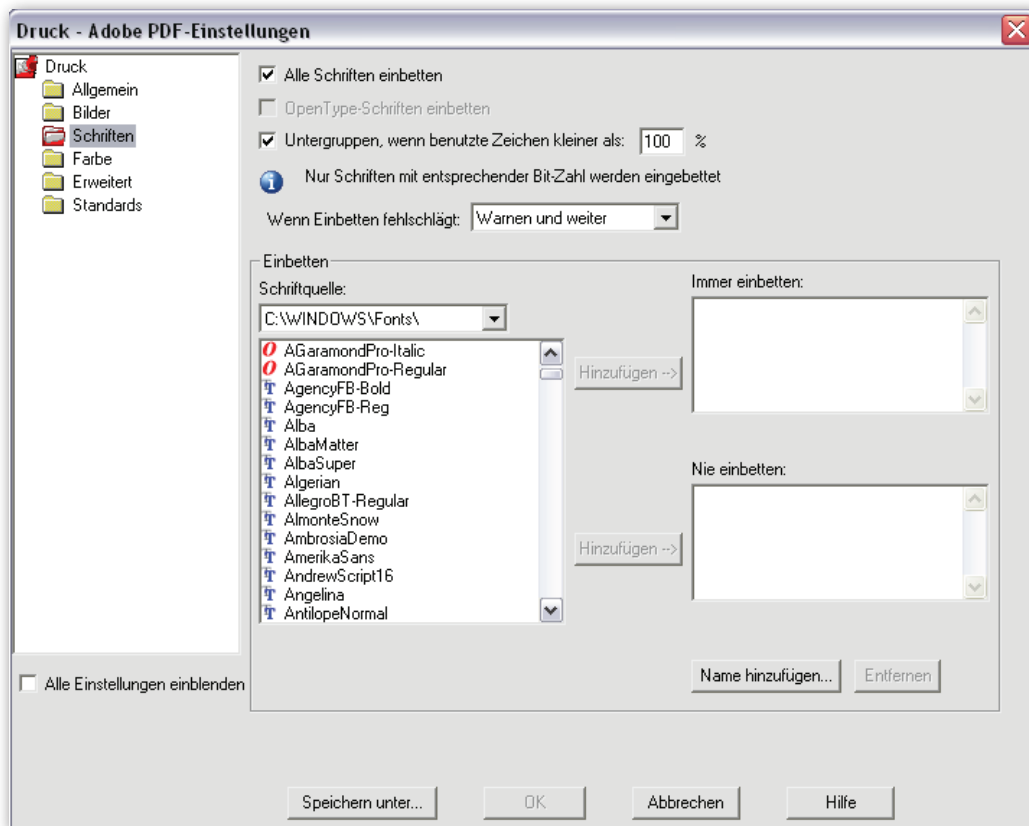 Druck - Adobe PDF-Einstellungen
Druck
Allgemein
Bilder
Schriften
Farbe
Erweitert
Standards
Alle Einstellungen einblenden
Alle Schriften einbetten
OpenType-Schriften einbetten
Untergruppen, wenn benutzte Zeichen kleiner als: 100 %
Nur Schriften mit entsprechender Bit-Zahl werden eingebettet
Wenn Einbetten fehlschlägt: Warnen und weiter
Einbetten
Schriftquelle:
C:\WINDOWS\Fonts\
AGaramondPro-Italic
AGaramondPro-Regular
AgencyFB-Bold
AgencyFB-Reg
Alba
AlbaMatter
AlbaSuper
Algerian
AllegroBT-Regular
AlmonteSnow
AmbrosiaDemo
AmerikaSans
AndrewScript16
Angelina
AntilopeNormal
Hinzufügen -->
Immer einbetten:
Hinzufügen -->
Nie einbetten:
Name hinzufügen... Entfernen
Speichern unter... OK Abbrechen Hilfe